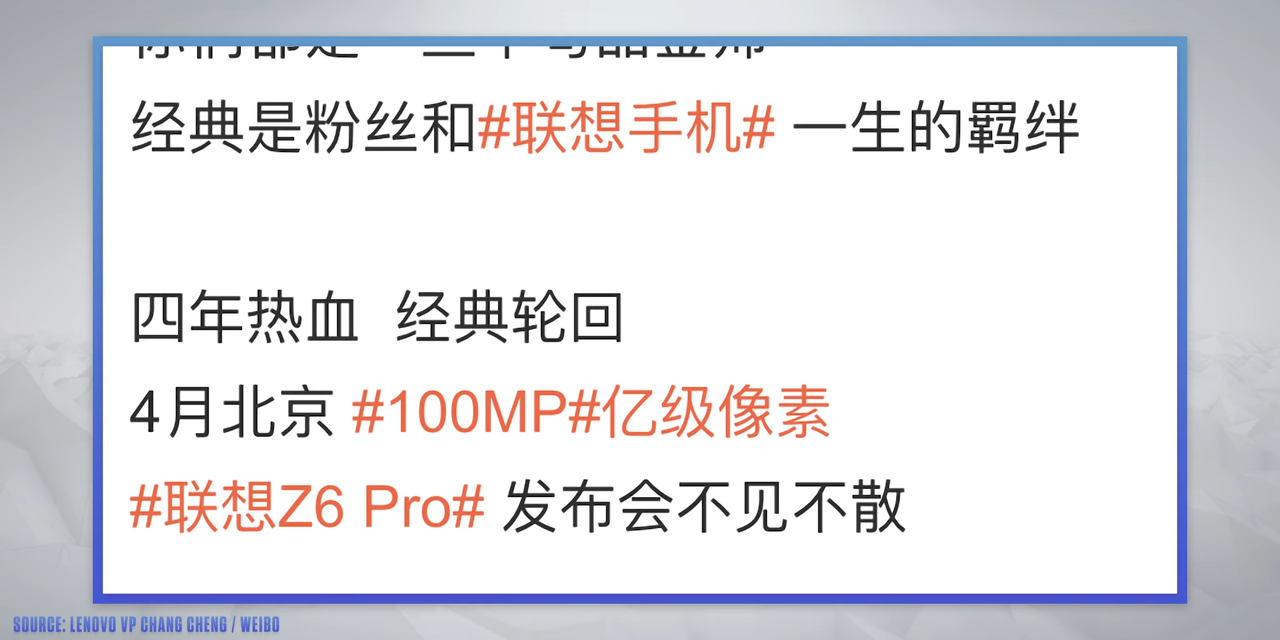 经典是粉丝和#联想手机# 一生的羁绊
四年热血 经典轮回
4月北京 #100MP#亿级像素
#联想Z6 Pro# 发布会不见不散
SOURCE: LENOVO VP CHANG CHENG / WEIBO